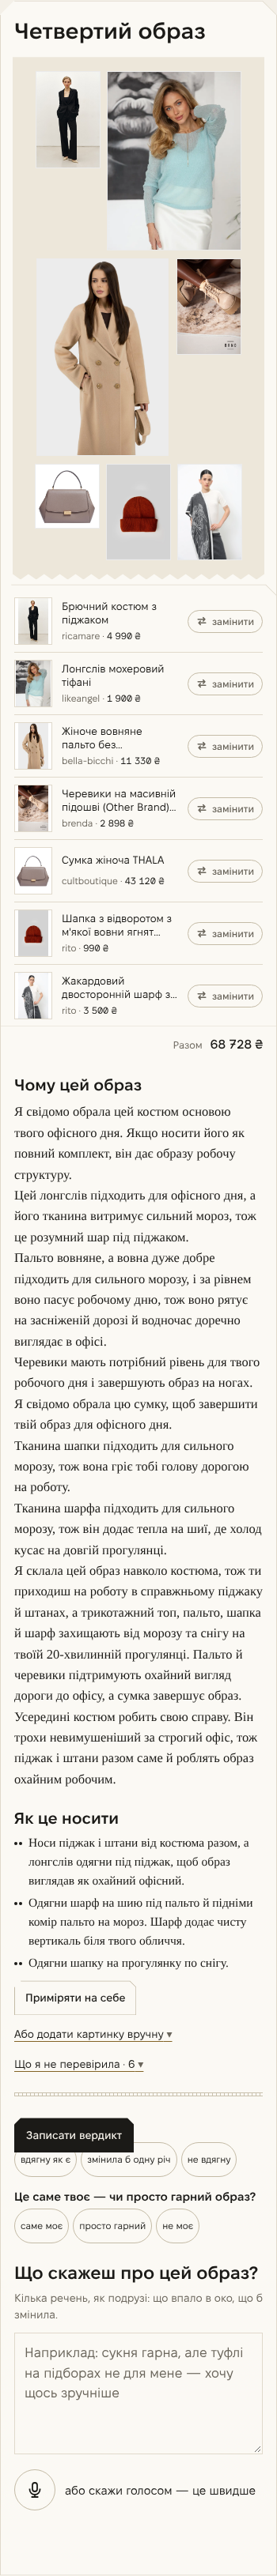 Четвертий образ
Брючний костюм з
піджаком
ricamare · 4 990 ₴
замінити
Лонгслів мохеровий
тіфані
likeangel · 1 900 ₴
замінити
Жіноче вовняне
пальто без...
bella-bicchi · 11 330 ₴
замінити
Черевики на масивній
підошві (Other Brand)...
brenda · 2 898 ₴
замінити
Сумка жіноча THALA
cultboutique · 43 120 ₴
замінити
Шапка з відворотом з
м'якої вовни ягнят...
rito · 990 ₴
замінити
Жакардовий
двосторонній шарф з...
rito · 3 500 ₴
замінити
Разом 68 728 ₴
Чому цей образ
Я свідомо обрала цей костюм основою
твого офісного дня. Якщо носити його як
повний комплект, він дає образу робочу
структуру.
Цей лонгслів підходить для офісного дня, а
його тканина витримує сильний мороз, тож
це розумний шар під піджаком.
Пальто вовняне, а вовна дуже добре
підходить для сильного морозу, і за рівнем
воно пасує робочому дню, тож воно рятує
на засніженій дорозі й водночас доречно
виглядає в офісі.
Черевики мають потрібний рівень для твого
робочого дня і завершують образ на ногах.
Я свідомо обрала цю сумку, щоб завершити
твій образ для офісного дня.
Тканина шапки підходить для сильного
морозу, тож вона гріє тобі голову дорогою
на роботу.
Тканина шарфа підходить для сильного
морозу, тож він додає тепла на шиї, де холод
кусає на довгій прогулянці.
Я склала цей образ навколо костюма, тож ти
приходиш на роботу в справжньому піджаку
й штанах, а трикотажний топ, пальто, шапка
й шарф захищають від морозу та снігу на
твоїй 20-хвилинній прогулянці. Пальто й
черевики підтримують охайний вигляд
дороги до офісу, а сумка завершує образ.
Усередині костюм робить свою справу. Він
трохи невимушеніший за строгий офіс, тож
піджак і штани разом саме й роблять образ
охайним робочим.
Як це носити
Носи піджак і штани від костюма разом, а
лонгслів одягни під піджак, щоб образ
виглядав як охайний офісний.
Одягни шарф на шию під пальто й підніми
комір пальто на мороз. Шарф додає чисту
вертикаль біля твого обличчя.
Одягни шапку на прогулянку по снігу.
Приміряти на себе
Або додати картинку вручну ▾
Що я не перевірила · 6 ▾
Записати вердикт
вдягну як є
змінила б одну річ
не вдягну
Це саме твоє — чи просто гарний образ?
саме моє
просто гарний
не моє
Що скажеш про цей образ?
Кілька речень, як подрузі: що впало в око, що б
змінила.
Наприклад: сукня гарна, але туфлі
на підборах не для мене — хочу
щось зручніше
або скажи голосом — це швидше